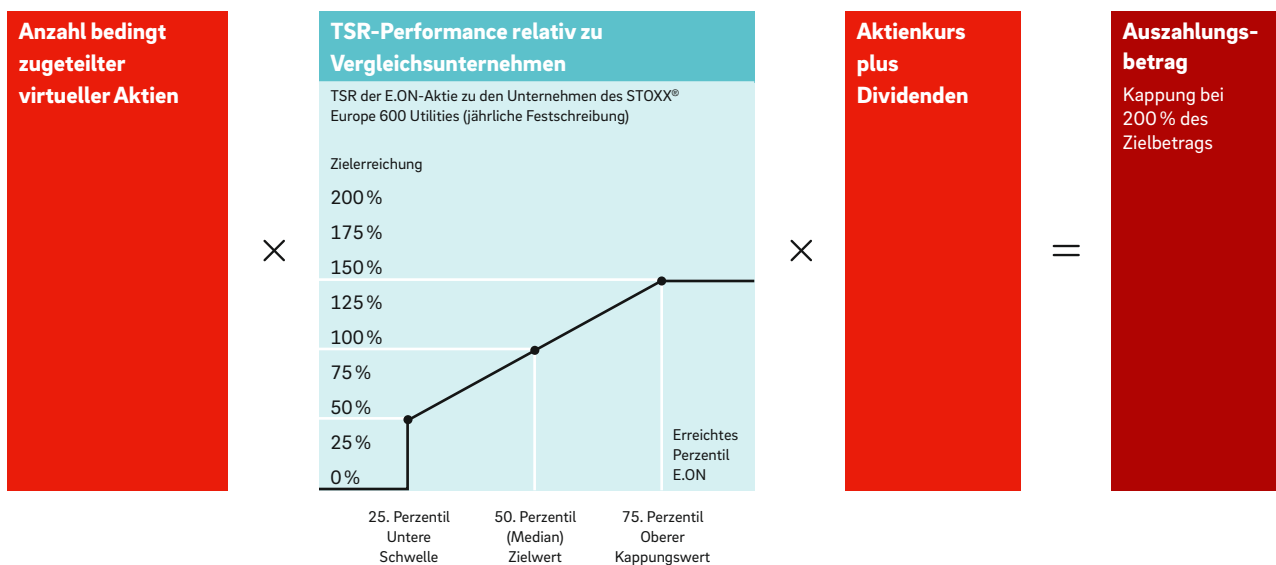 Anzahl bedingt
zugeteilter
virtueller Aktien
×
TSR-Performance relativ zu
Vergleichsunternehmen
TSR der E.ON-Aktie zu den Unternehmen des STOXX®
Europe 600 Utilities (jährliche Festschreibung)
Zielerreichung
200 %
175 %
150 %
125 %
100 %
75 %
50 %
25 %
0 %
Erreichtes
Perzentil
E.ON
25. Perzentil
Untere
Schwelle
50. Perzentil
(Median)
Zielwert
75. Perzentil
Oberer
Kappungswert
×
Aktienkurs
plus
Dividenden
=
Auszahlungs-
betrag
Kappung bei
200 % des
Zielbetrags